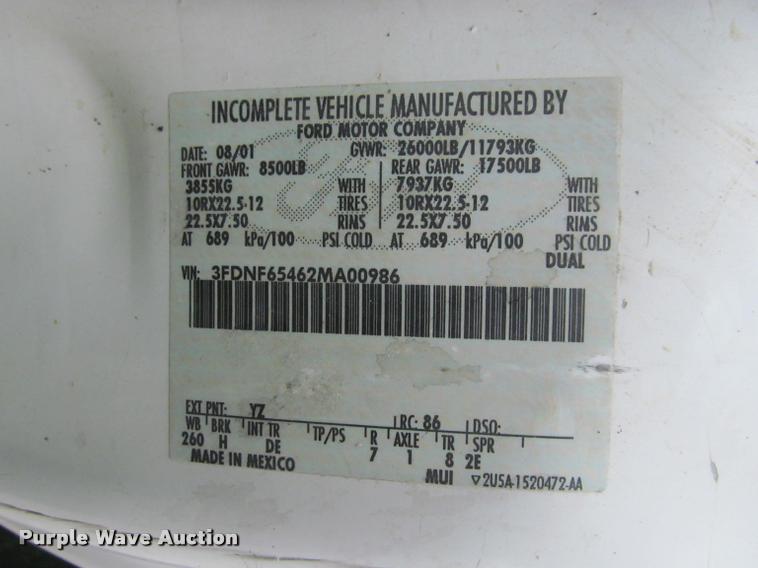 INCOMPLETE VEHICLE MANUFACTURED BY
FORD MOTOR COMPANY
DATE: 08/01 GVWR: 26000LB/11793KG
FRONT GAWR: 8500LB REAR GAWR: 17500LB
3855KG WITH 7937KG WITH
10RX22.5-12 TIRES 10RX22.5-12 TIRES
22.5X7.50 RIMS 22.5X7.50 RIMS
AT 689 kPa/100 PSI COLD AT 689 kPa/100 PSI COLD
DUAL
VIN: 3FDNF65462MA00986
EXT PNT: YZ RC: 86 DSO:
WB BRK INT TR TP/PS R AXLE TR SPR
260 H DE 7 1 8 2E
MADE IN MEXICO
MUI ▽2U5A-1520472-AA
Purple Wave Auction
PurpleWave.com